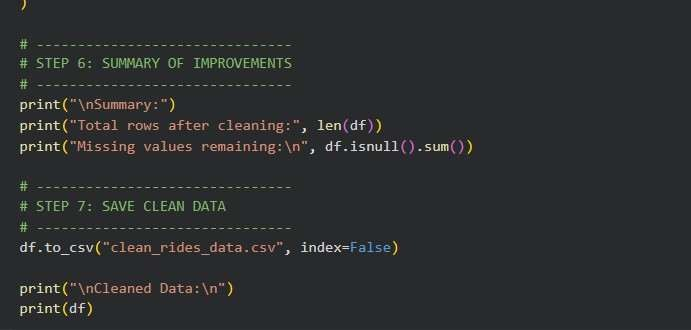 )
# -------------------------------
# STEP 6: SUMMARY OF IMPROVEMENTS
# -------------------------------
print("\nSummary:")
print("Total rows after cleaning:", len(df))
print("Missing values remaining:\n", df.isnull().sum())
# -------------------------------
# STEP 7: SAVE CLEAN DATA
# -------------------------------
df.to_csv("clean_rides_data.csv", index=False)
print("\nCleaned Data:\n")
print(df)